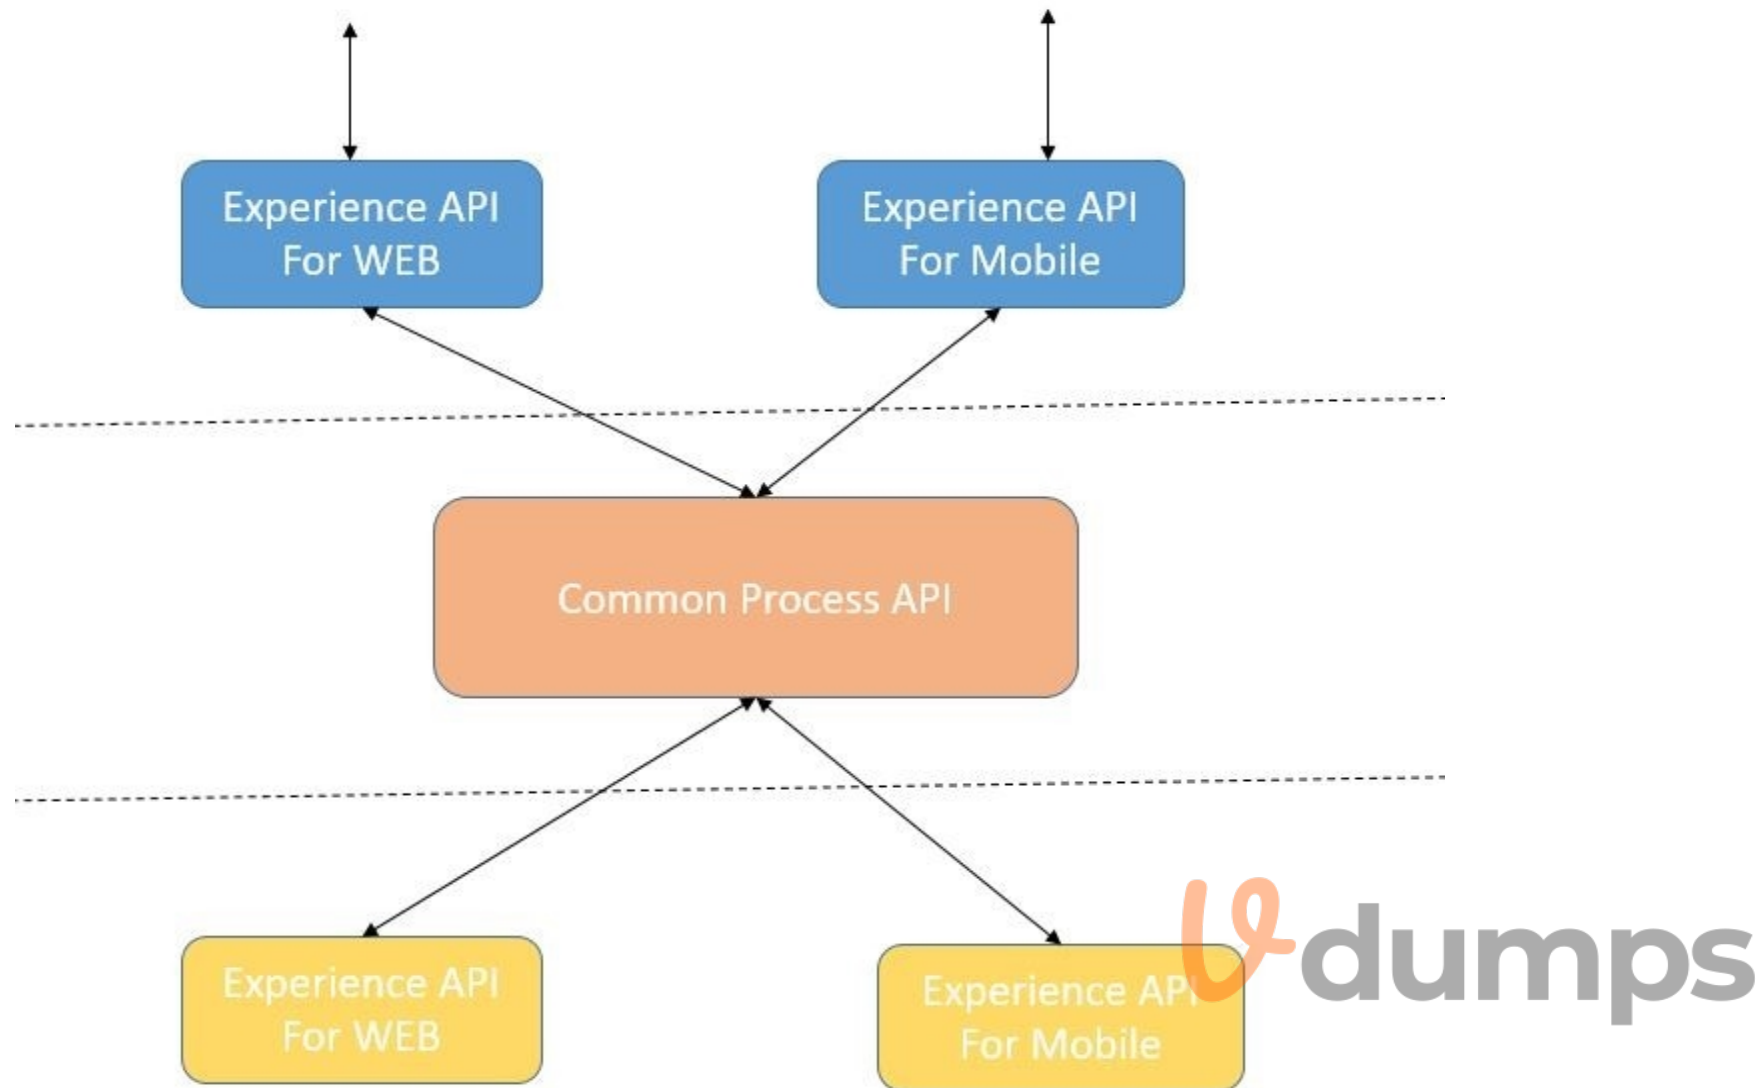 Experience API
For WEB
Experience API
For Mobile
Common Process API
Experience API
For WEB
Experience API
For Mobile
Vdumps